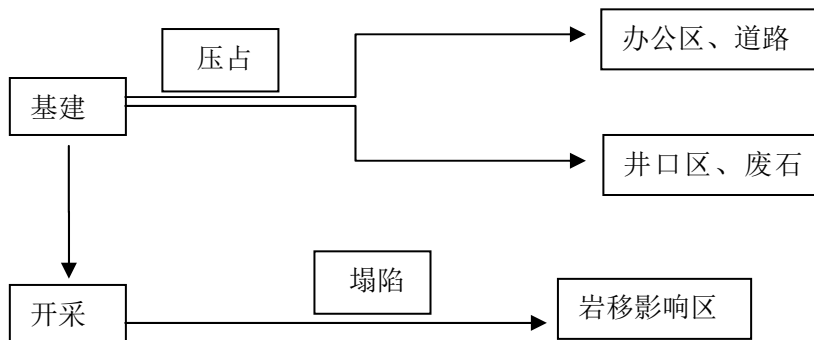 压占
办公区、道路
基建
井口区、废石
塌陷
开采
岩移影响区